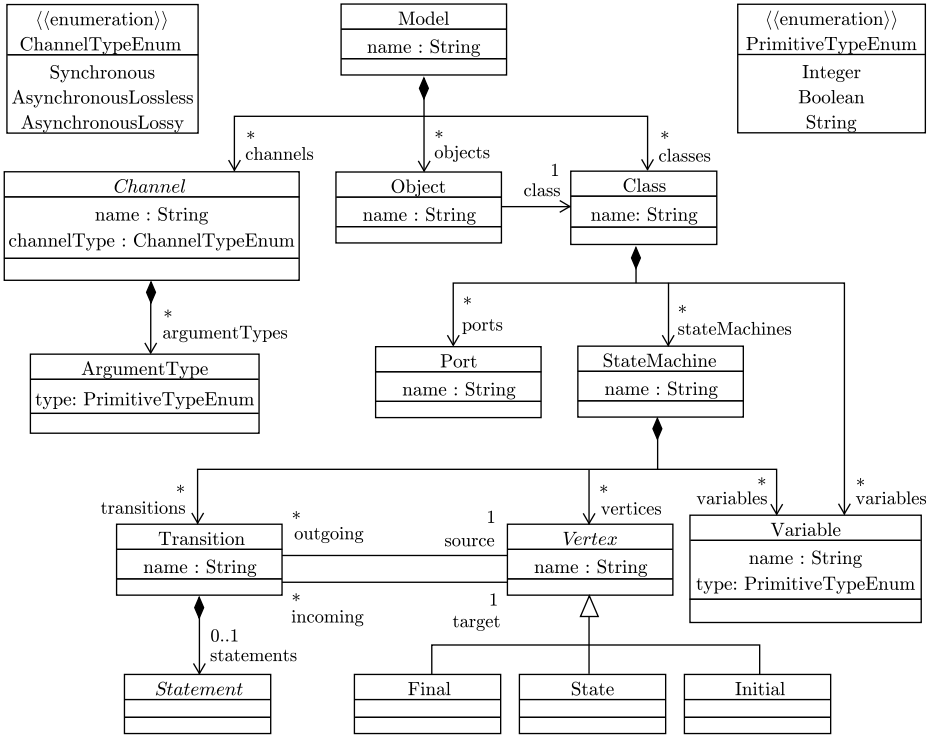 ⟨⟨enumeration⟩⟩
ChannelTypeEnum
Synchronous
AsynchronousLossless
AsynchronousLossy
Model
name : String
⟨⟨enumeration⟩⟩
PrimitiveTypeEnum
Integer
Boolean
String
*
channels
*
objects
*
classes
Channel
name : String
channelType : ChannelTypeEnum
Object
name : String
1
class
Class
name: String
*
argumentTypes
*
ports
*
stateMachines
ArgumentType
type: PrimitiveTypeEnum
Port
name : String
StateMachine
name : String
*
transitions
*
vertices
*
variables
*
variables
Transition
name : String
*
outgoing
1
source
*
incoming
1
target
Vertex
name : String
Variable
name : String
type: PrimitiveTypeEnum
0..1
statements
Statement
Final
State
Initial